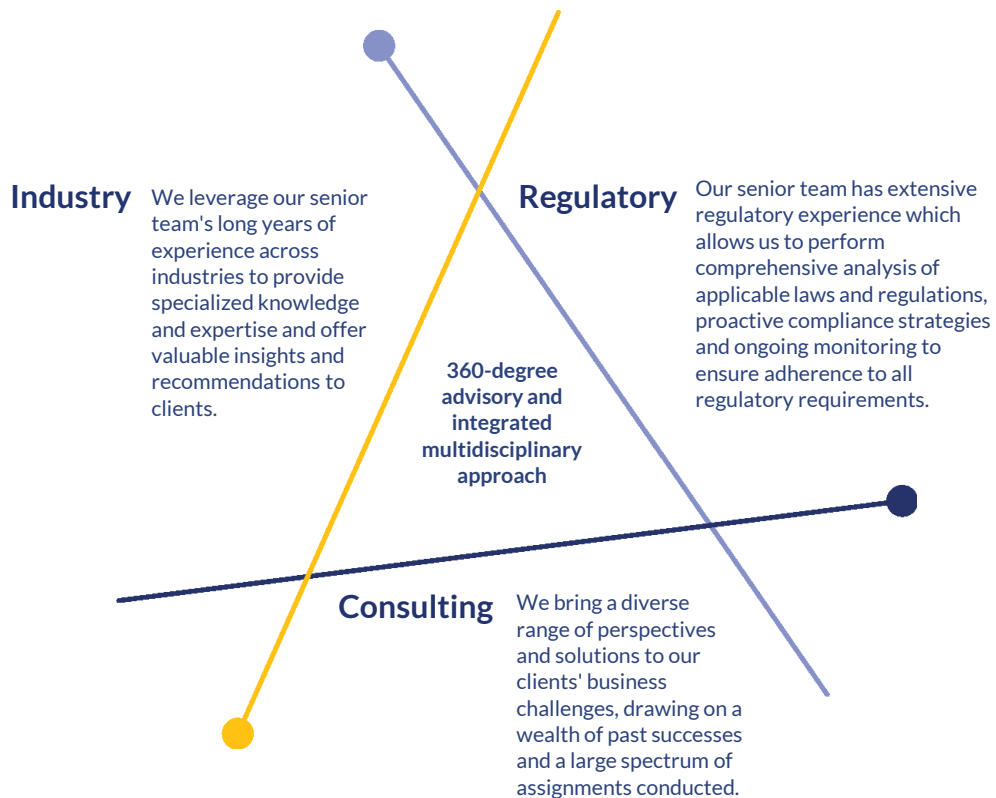 Industry
We leverage our senior
team's long years of
experience across
industries to provide
specialized knowledge
and expertise and offer
valuable insights and
recommendations to
clients.
Regulatory
Our senior team has extensive
regulatory experience which
allows us to perform
comprehensive analysis of
applicable laws and regulations,
proactive compliance strategies
and ongoing monitoring to
ensure adherence to all
regulatory requirements.
360-degree
advisory and
integrated
multidisciplinary
approach
Consulting
We bring a diverse
range of perspectives
and solutions to our
clients' business
challenges, drawing on a
wealth of past successes
and a large spectrum of
assignments conducted.